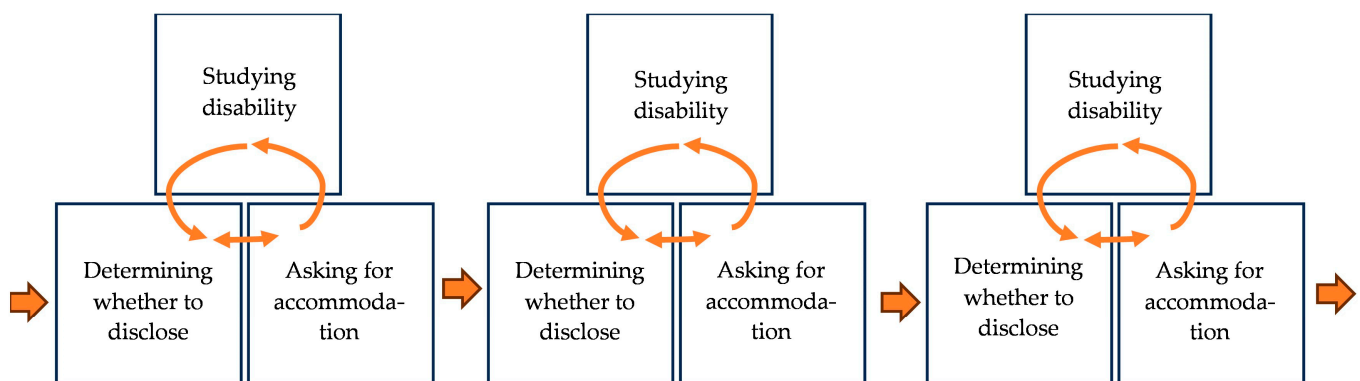 Studying
disability
Determining
whether to
disclose
Asking for
accommoda-
tion
Studying
disability
Determining
whether to
disclose
Asking for
accommoda-
tion
Studying
disability
Determining
whether to
disclose
Asking for
accommoda-
tion